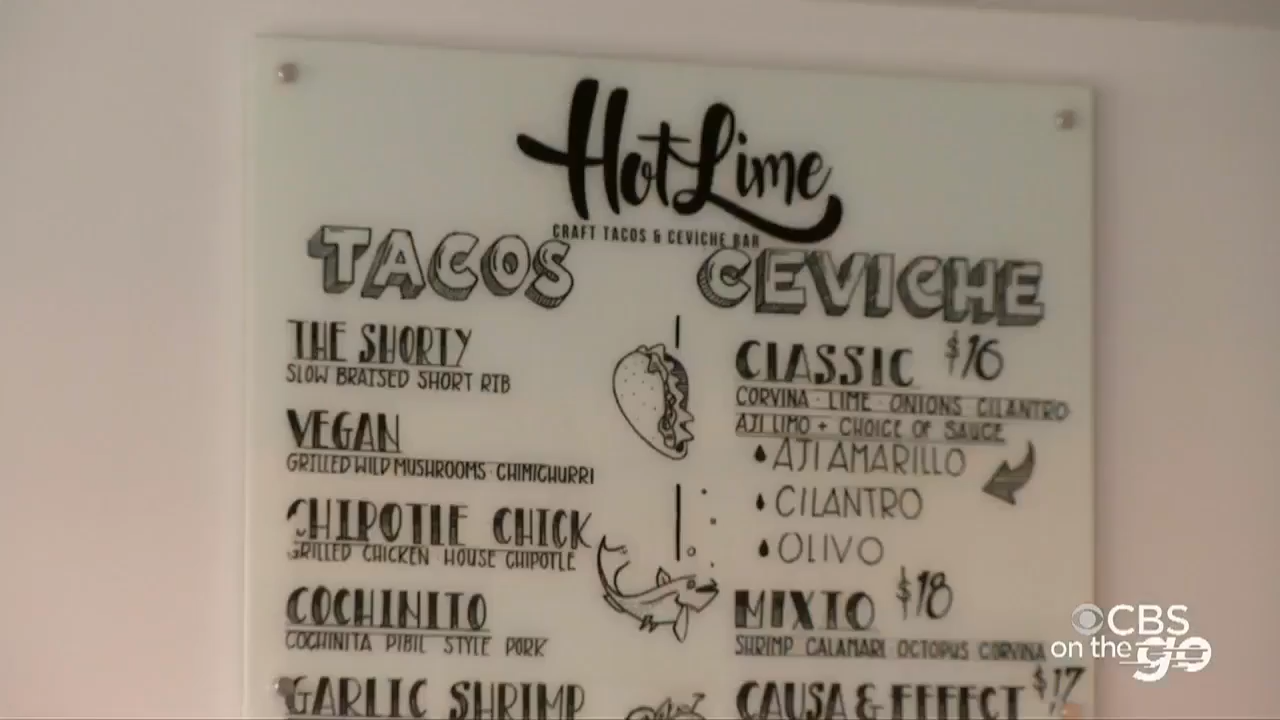 HotLime
CRAFT TACOS & CEVICHE BAR
TACOS
THE SHORTY
SLOW BRAISED SHORT RIB
VEGAN
GRILLED WILD MUSHROOMS CHIMICHURRI
CHIPOTLE CHICK
GRILLED CHICKEN HOUSE CHIPOTLE
COCHINITO
COCHINITA PIBIL STYLE PORK
GARLIC SHRIMP
CEVICHE
CLASSIC $16
CORVINA · LIME ONIONS CILANTRO
AJI LIMO + CHOICE OF SAUCE
AJI AMARILLO
CILANTRO
OLIVO
MIXTO $18
SHRIMP CALAMARI OCTOPUS CORVINA
CAUSA & EFFECT $17
CBS
on the go